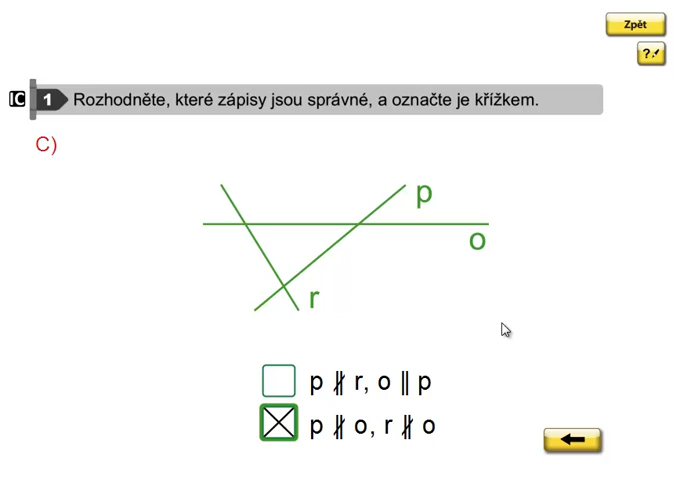 Zpět
?
IC 1 Rozhodněte, které zápisy jsou správné, a označte je křížkem.
C)
p
o
r
p ∦ r, o ∥ p
p ∦ o, r ∦ o